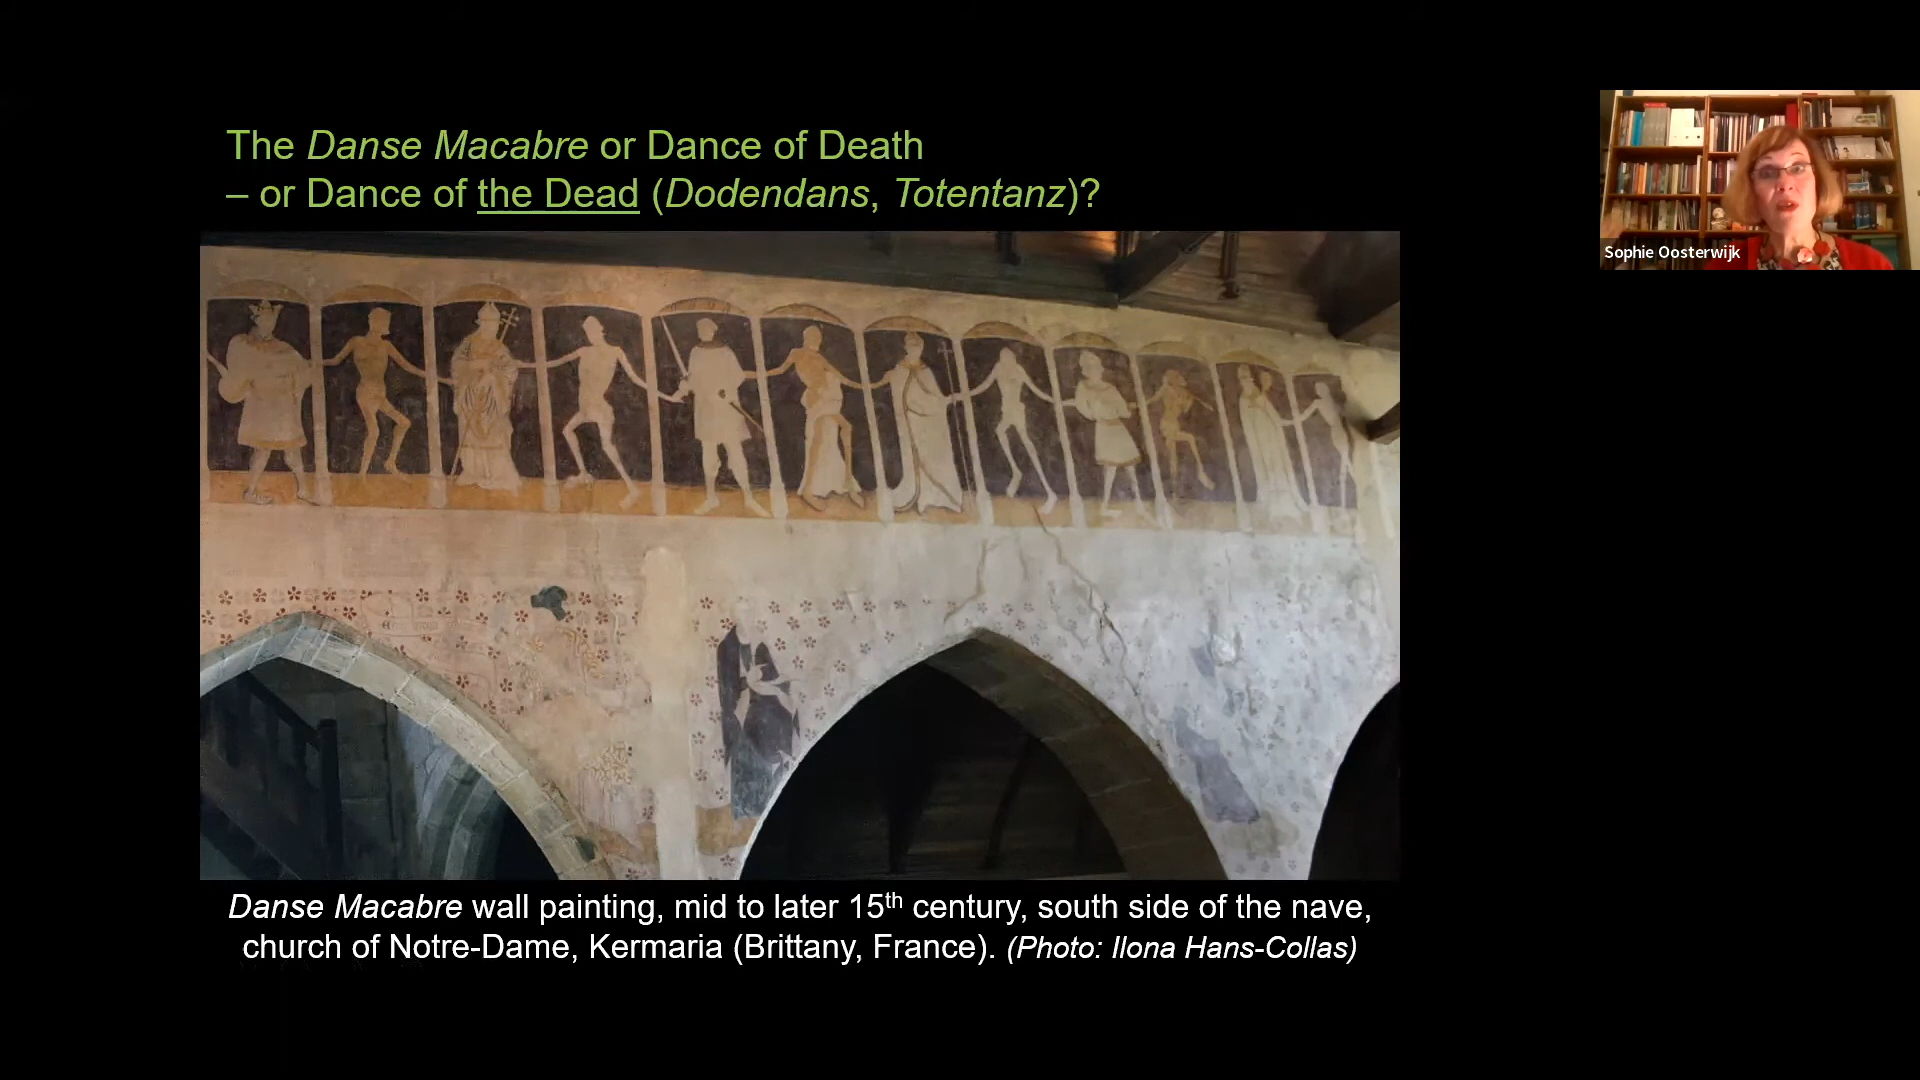 The Danse Macabre or Dance of Death
– or Dance of the Dead (Dodendans, Totentanz)?
Sophie Oosterwijk
Danse Macabre wall painting, mid to later 15th century, south side of the nave,
church of Notre-Dame, Kermaria (Brittany, France). (Photo: Ilona Hans-Collas)